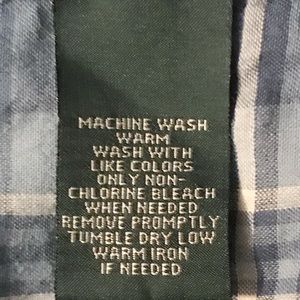 MACHINE WASH
WARM
WASH WITH
LIKE COLORS
ONLY NON-
CHLORINE BLEACH
WHEN NEEDED
REMOVE PROMPTLY
TUMBLE DRY LOW
WARM IRON
IF NEEDED